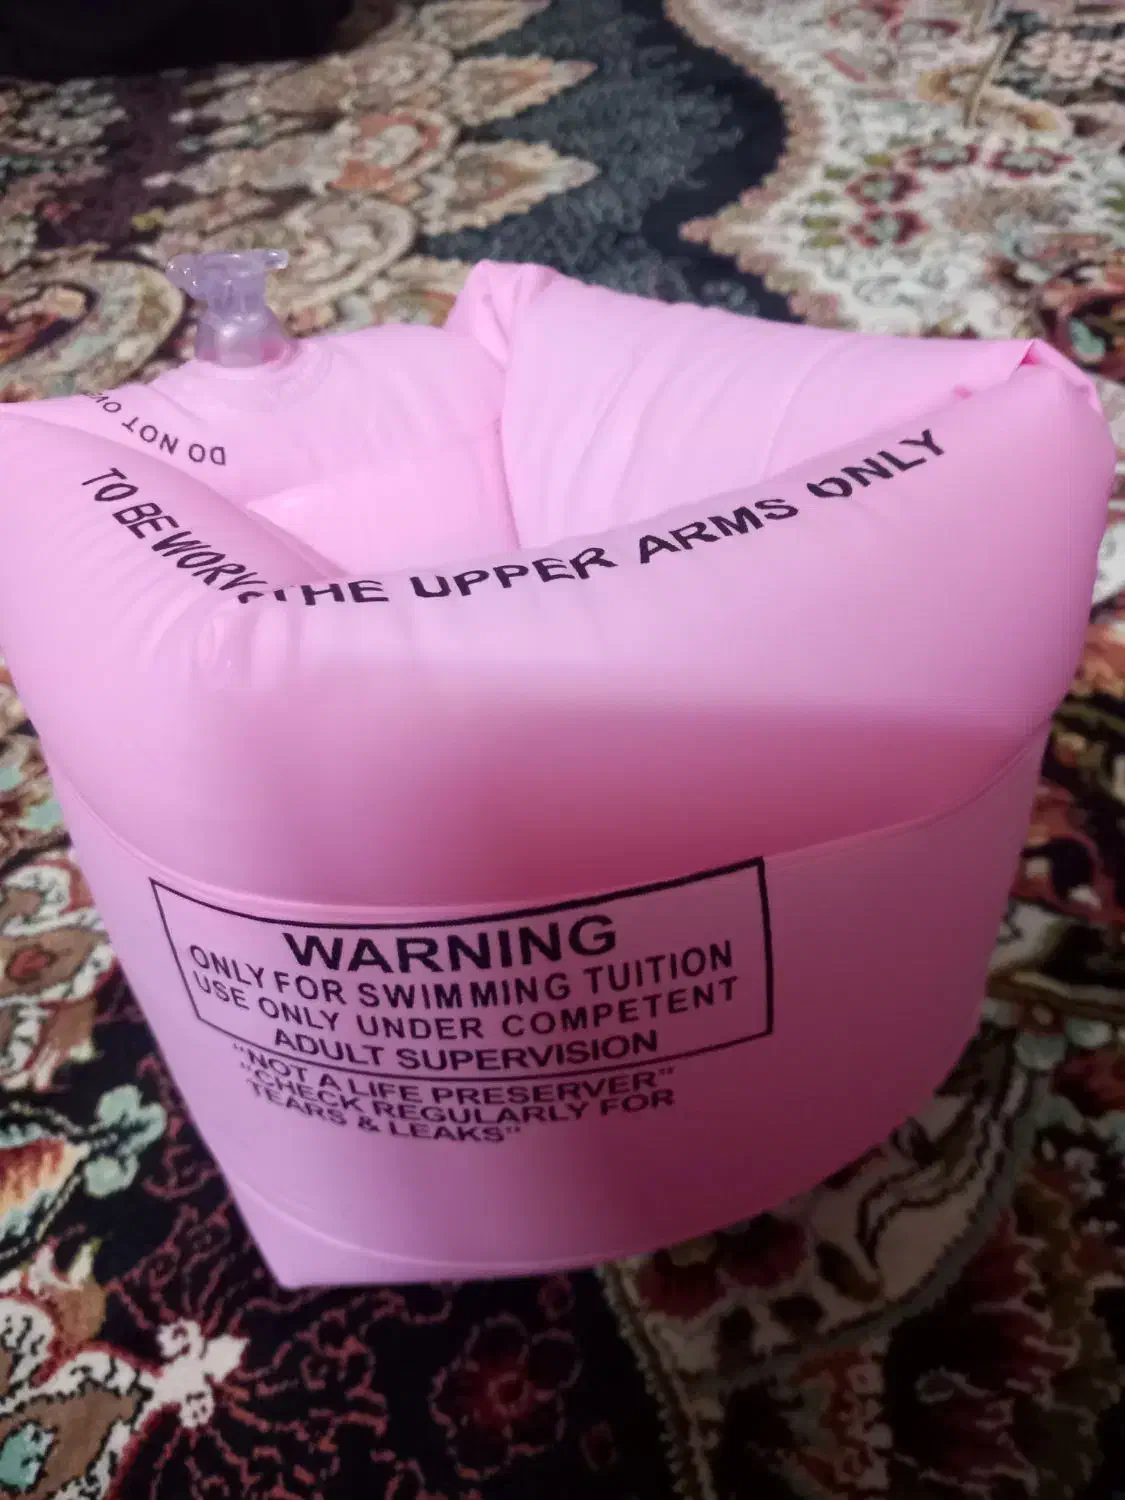 DO NOT
TO BE WORN THE UPPER ARMS ONLY
WARNING
ONLY FOR SWIMMING TUITION
USE ONLY UNDER COMPETENT
ADULT SUPERVISION
"NOT A LIFE PRESERVER"
"CHECK REGULARLY FOR
TEARS & LEAKS"